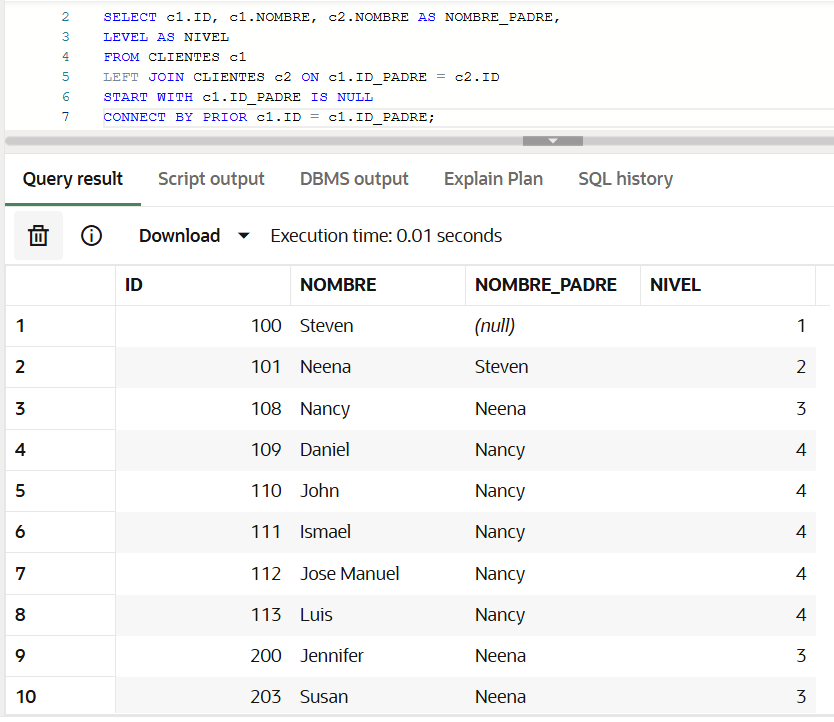 2 SELECT c1.ID, c1.NOMBRE, c2.NOMBRE AS NOMBRE_PADRE,
3 LEVEL AS NIVEL
4 FROM CLIENTES c1
5 LEFT JOIN CLIENTES c2 ON c1.ID_PADRE = c2.ID
6 START WITH c1.ID_PADRE IS NULL
7 CONNECT BY PRIOR c1.ID = c1.ID_PADRE;
Query result Script output DBMS output Explain Plan SQL history
Download Execution time: 0.01 seconds
ID NOMBRE NOMBRE_PADRE NIVEL
1 100 Steven (null) 1
2 101 Neena Steven 2
3 108 Nancy Neena 3
4 109 Daniel Nancy 4
5 110 John Nancy 4
6 111 Ismael Nancy 4
7 112 Jose Manuel Nancy 4
8 113 Luis Nancy 4
9 200 Jennifer Neena 3
10 203 Susan Neena 3